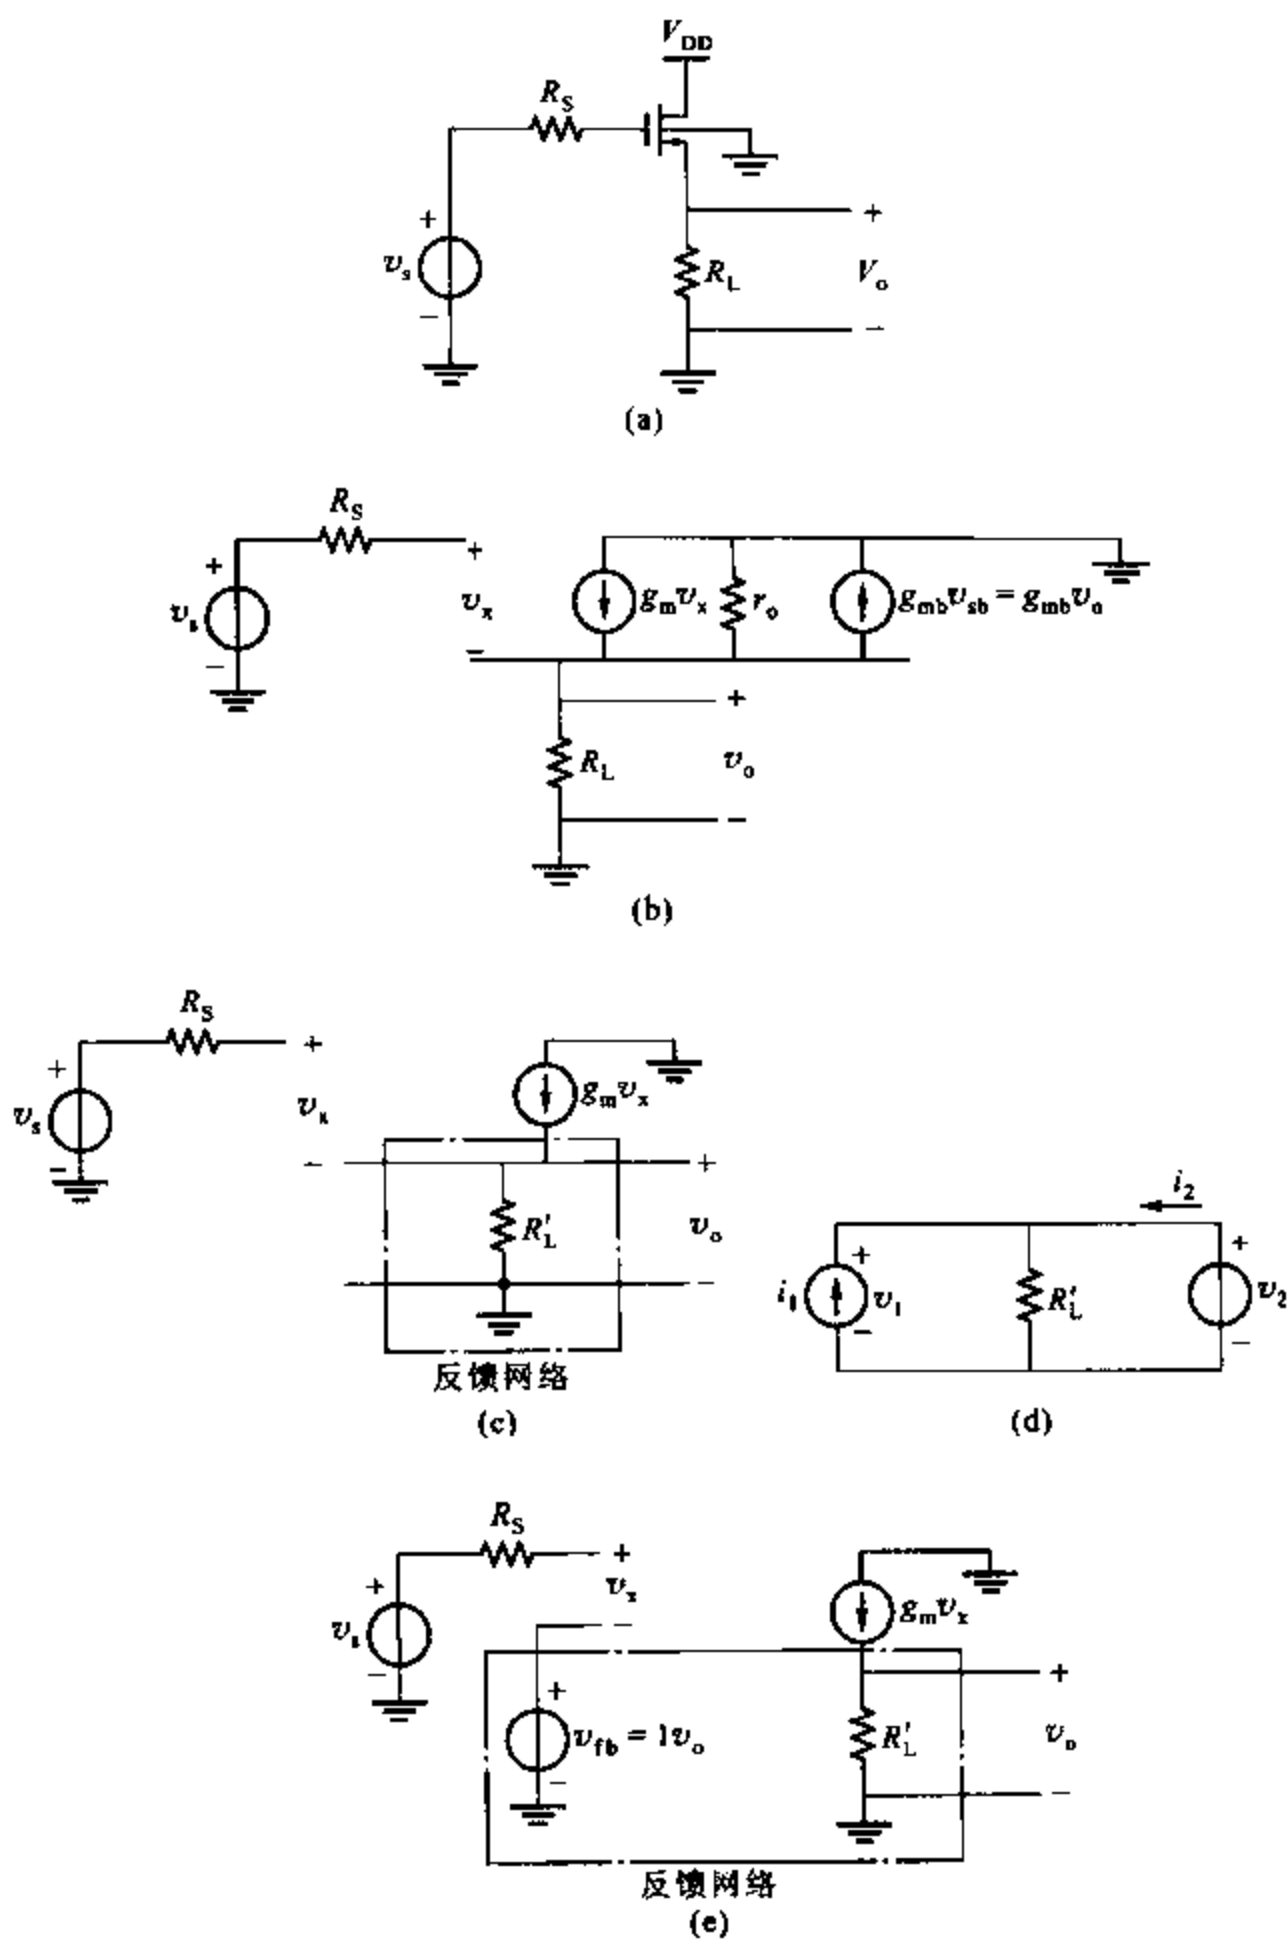 V_DD
R_S
+
v_s
−
+
R_L V_o
−
(a)
R_S
+ +
v_s v_x g_m v_x r_o g_mb v_sb = g_mb v_o
− −
+
R_L v_o
−
(b)
R_S
+ +
v_s v_x g_m v_x
− − +
R'_L v_o
−
反馈网络
(c)
i_2
+ +
i_1 v_1 R'_L v_2
− −
(d)
R_S
+ +
v_s v_x g_m v_x
− −
+ +
v_fb = 1v_o R'_L v_o
− −
反馈网络
(e)